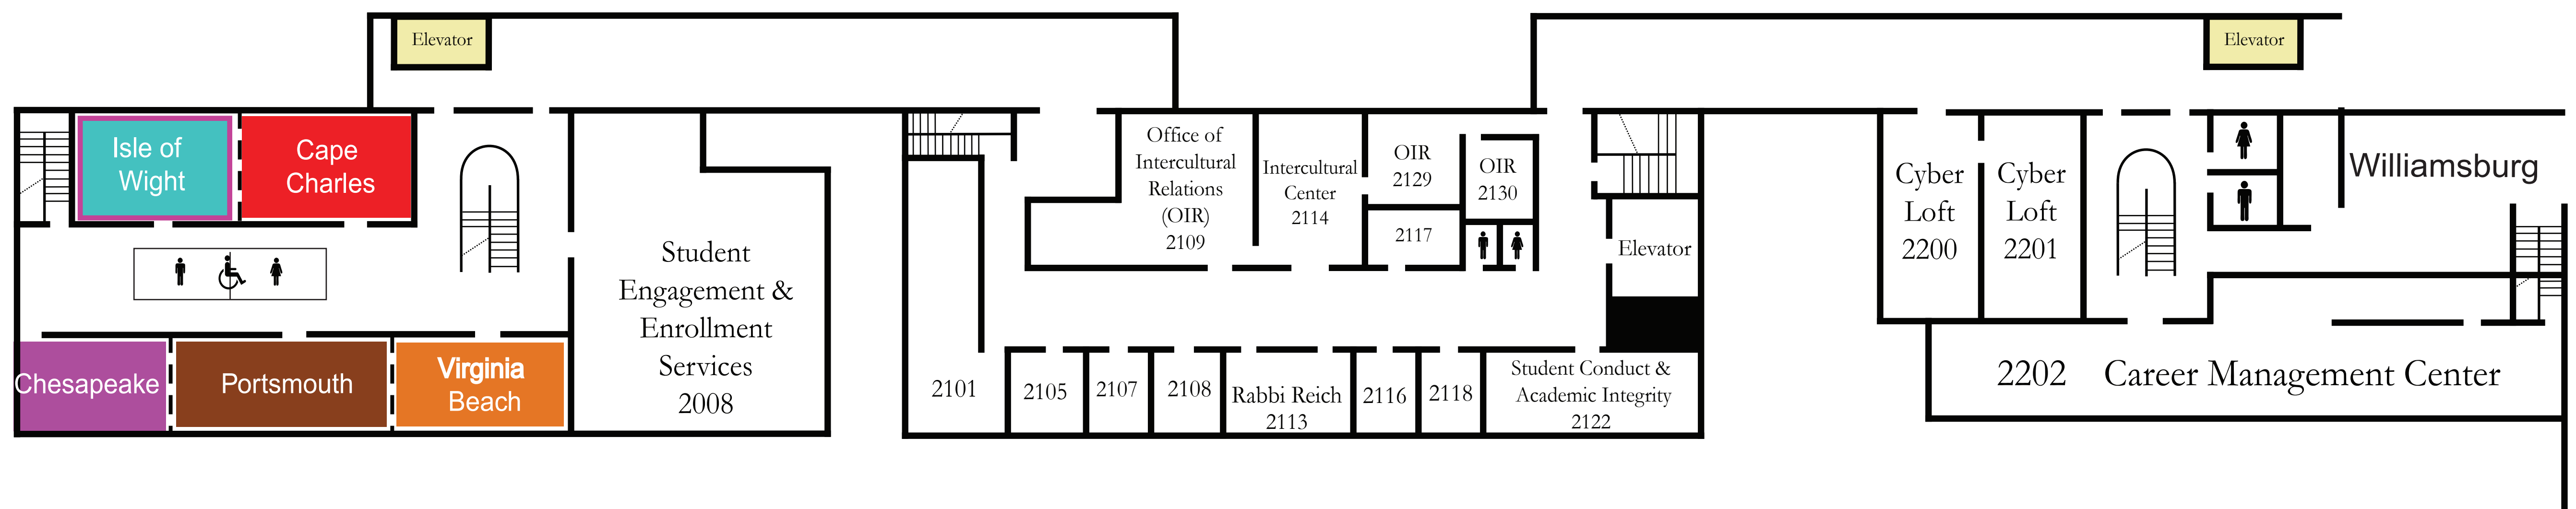 Elevator
Elevator
Isle of
Wight
Cape
Charles
Chesapeake
Portsmouth
Virginia
Beach
Student
Engagement &
Enrollment
Services
2008
Office of
Intercultural
Relations
(OIR)
2109
Intercultural
Center
2114
OIR
2129
OIR
2130
2117
Elevator
2101
2105
2107
2108
Rabbi Reich
2113
2116
2118
Student Conduct &
Academic Integrity
2122
Cyber
Loft
2200
Cyber
Loft
2201
Williamsburg
2202 Career Management Center